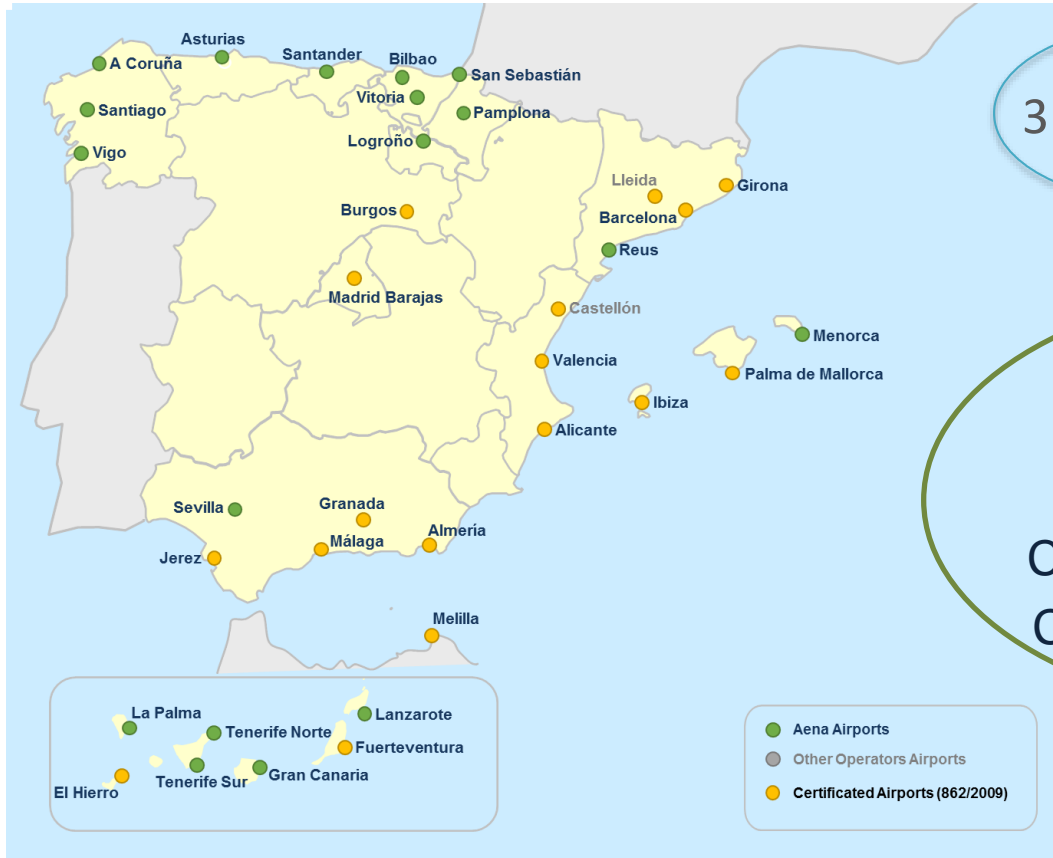 Asturias
Santander
Bilbao
A Coruña
San Sebastián
Vitoria
Santiago
Pamplona
Logroño
Vigo
Lleida
Girona
Burgos
Barcelona
Reus
Madrid Barajas
Castellón
Menorca
Valencia
Palma de Mallorca
Ibiza
Alicante
Sevilla
Granada
Almería
Málaga
Jerez
Melilla
La Palma
Lanzarote
Tenerife Norte
Fuerteventura
Tenerife Sur
Gran Canaria
El Hierro
Aena Airports
Other Operators Airports
Certificated Airports (862/2009)
3